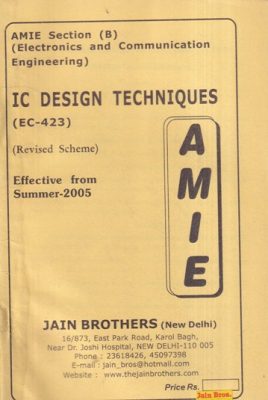 AMIE Section (B)
(Electronics and Communication
Engineering)
IC DESIGN TECHNIQUES
(EC-423)
(Revised Scheme)
Effective from
Summer-2005
AMIE
JAIN BROTHERS (New Delhi)
16/873, East Park Road, Karol Bagh,
Near Dr. Joshi Hospital, NEW DELHI-110 005
Phone : 23618426, 45097398
E-mail : jain_bros@hotmail.com
Website : www.thejainbrothers.com
Price Rs.
Jain Bros.